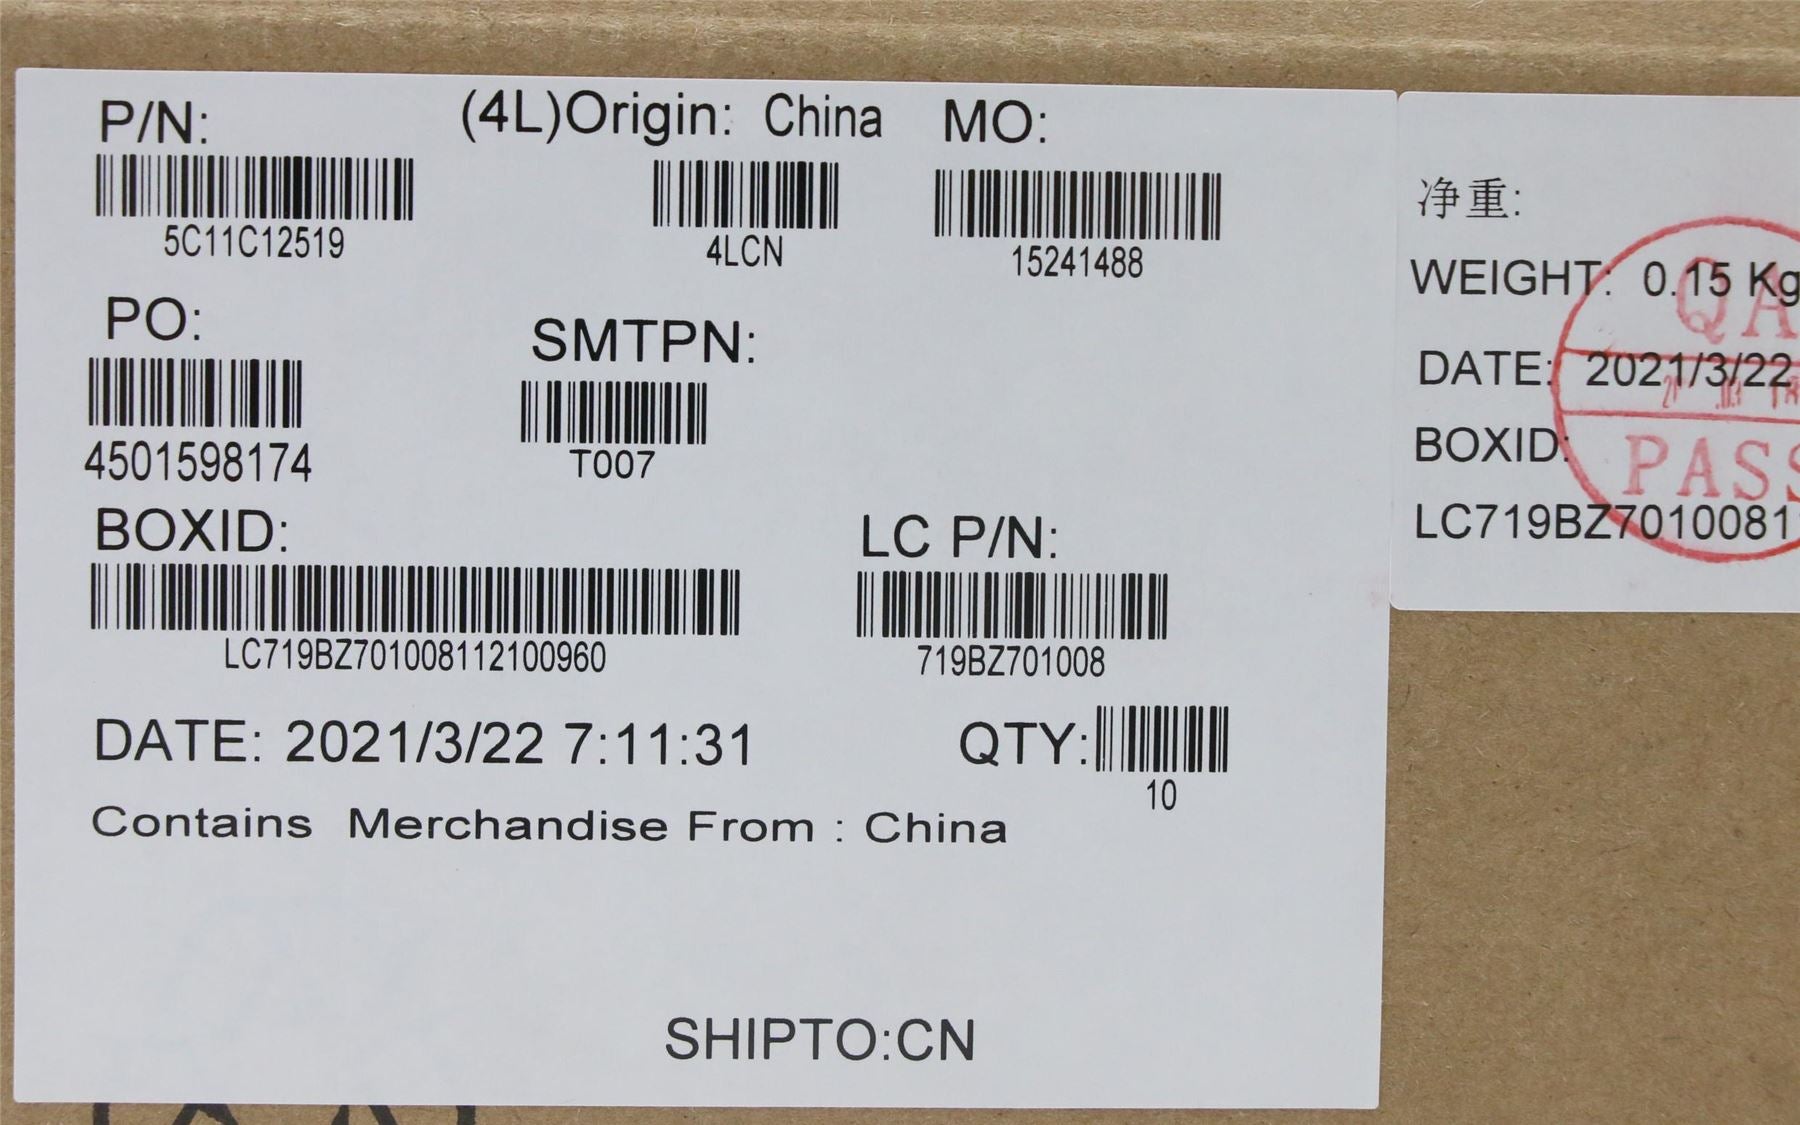 P/N: (4L)Origin: China MO:
5C11C12519 4LCN 15241488
PO: SMTPN:
4501598174 T007
BOXID: LC P/N:
LC719BZ701008112100960 719BZ701008
DATE: 2021/3/22 7:11:31 QTY:
10
Contains Merchandise From : China
SHIPTO:CN
净重:
WEIGHT: 0.15 Kg
DATE: 2021/3/22
BOXID:
LC719BZ7010081
QA
PASS